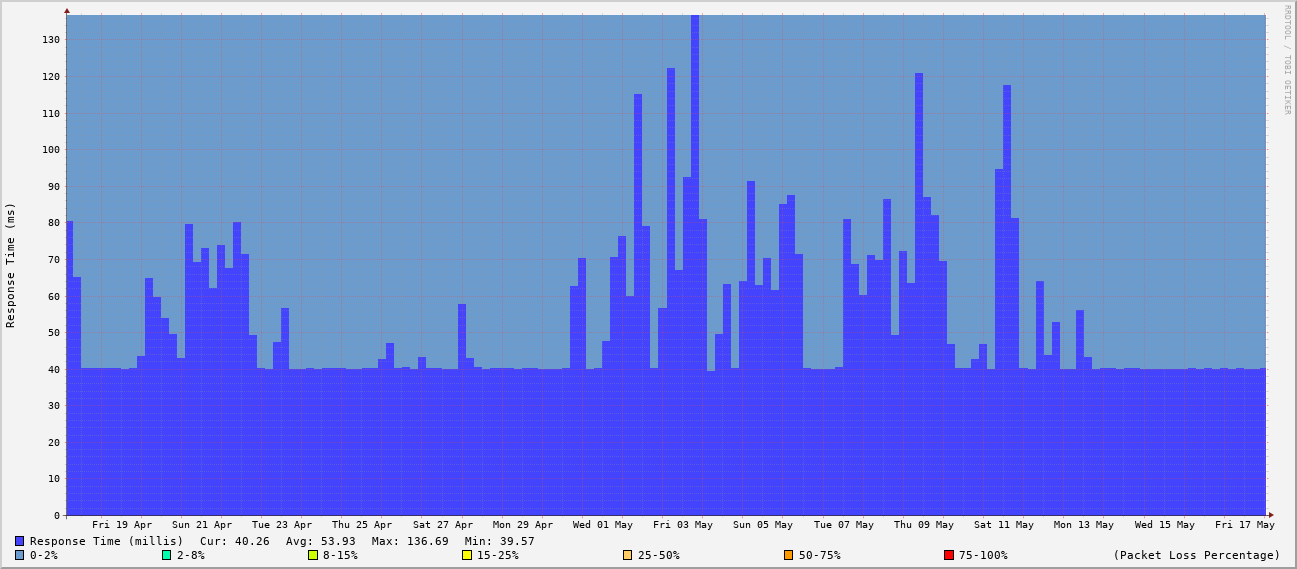 RRDTOOL / TOBI OETIKER
Response Time (ms)
130
120
110
100
90
80
70
60
50
40
30
20
10
0
Fri 19 Apr Sun 21 Apr Tue 23 Apr Thu 25 Apr Sat 27 Apr Mon 29 Apr Wed 01 May Fri 03 May Sun 05 May Tue 07 May Thu 09 May Sat 11 May Mon 13 May Wed 15 May Fri 17 May
Response Time (millis) Cur: 40.26 Avg: 53.93 Max: 136.69 Min: 39.57
0-2% 2-8% 8-15% 15-25% 25-50% 50-75% 75-100% (Packet Loss Percentage)